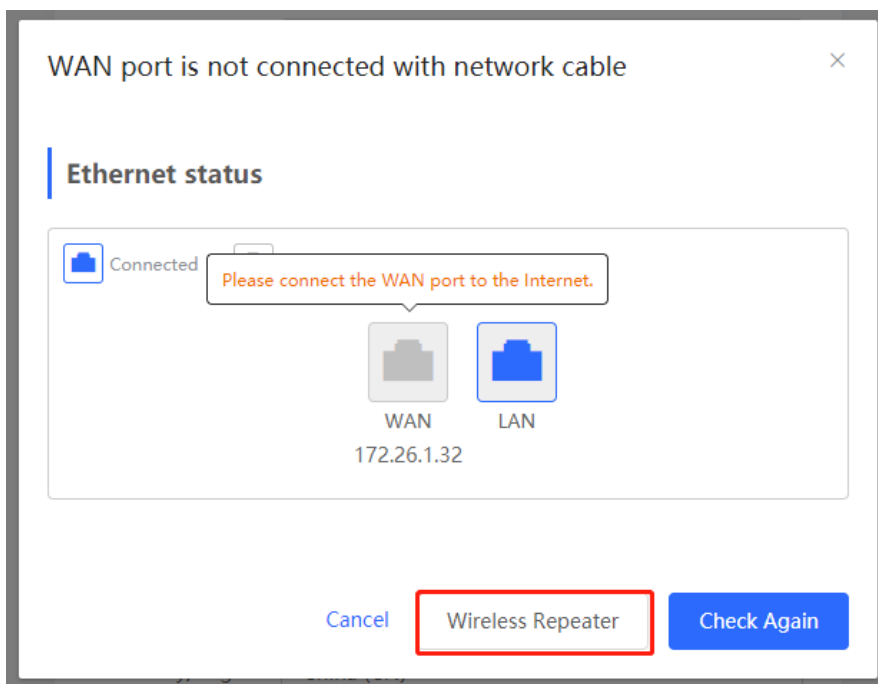 WAN port is not connected with network cable
Ethernet status
Connected
Please connect the WAN port to the Internet.
WAN
LAN
172.26.1.32
Cancel
Wireless Repeater
Check Again